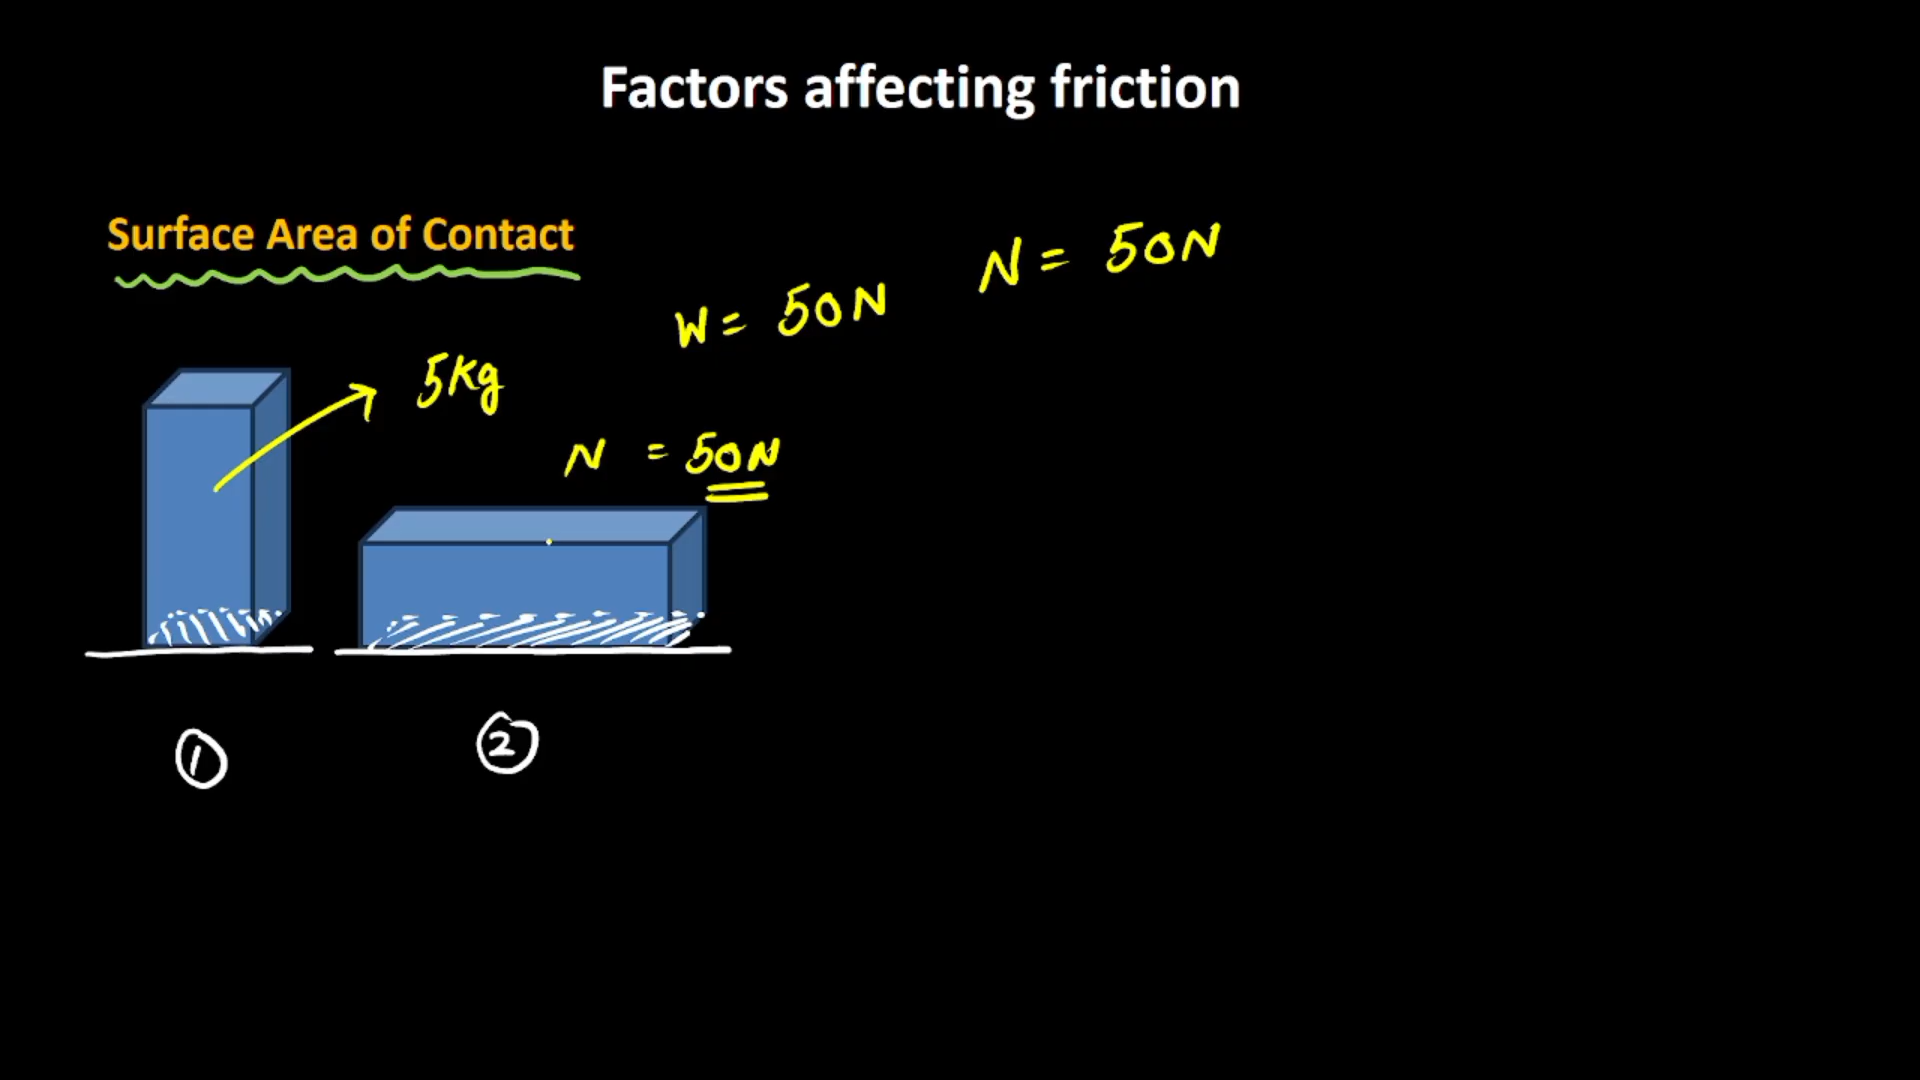 Factors affecting friction
Surface Area of Contact
W = 50N
N = 50N
5Kg
N = 50N
1
2